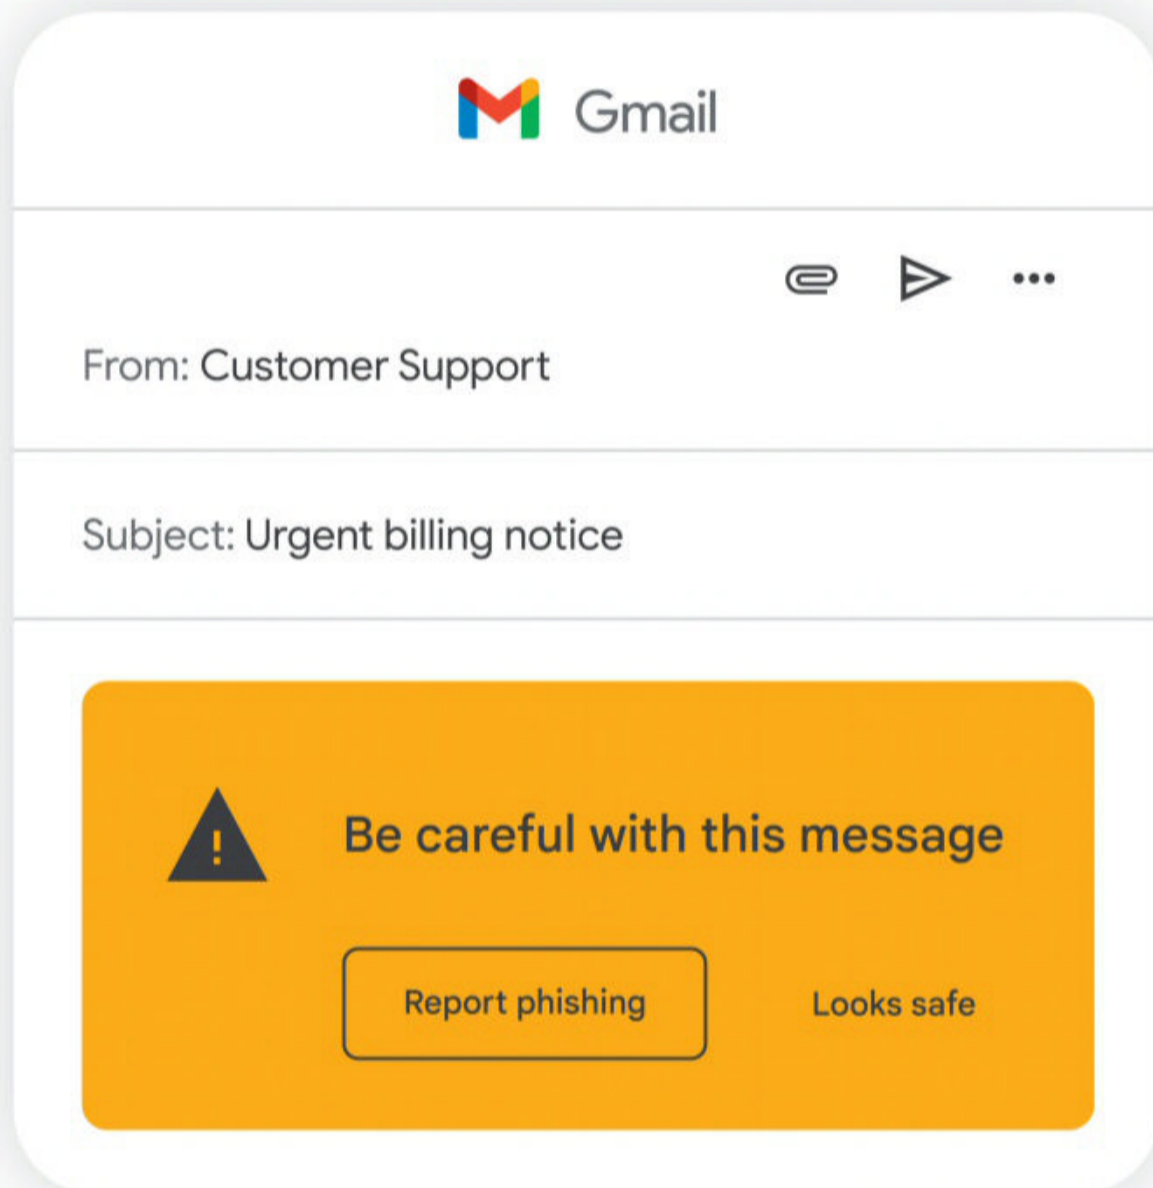 Gmail
From: Customer Support
Subject: Urgent billing notice
Be careful with this message
Report phishing Looks safe